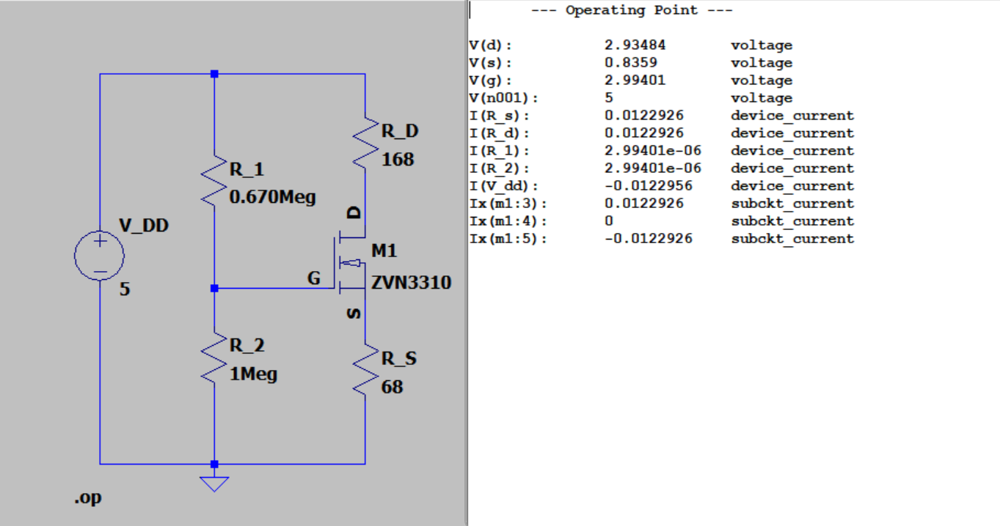 R_D
168
R_1
0.670Meg
D
V_DD
M1
G
ZVN3310
5
S
R_2
1Meg
R_S
68
.op
--- Operating Point ---
V(d): 2.93484 voltage
V(s): 0.8359 voltage
V(g): 2.99401 voltage
V(n001): 5 voltage
I(R_s): 0.0122926 device_current
I(R_d): 0.0122926 device_current
I(R_1): 2.99401e-06 device_current
I(R_2): 2.99401e-06 device_current
I(V_dd): -0.0122956 device_current
Ix(m1:3): 0.0122926 subckt_current
Ix(m1:4): 0 subckt_current
Ix(m1:5): -0.0122926 subckt_current